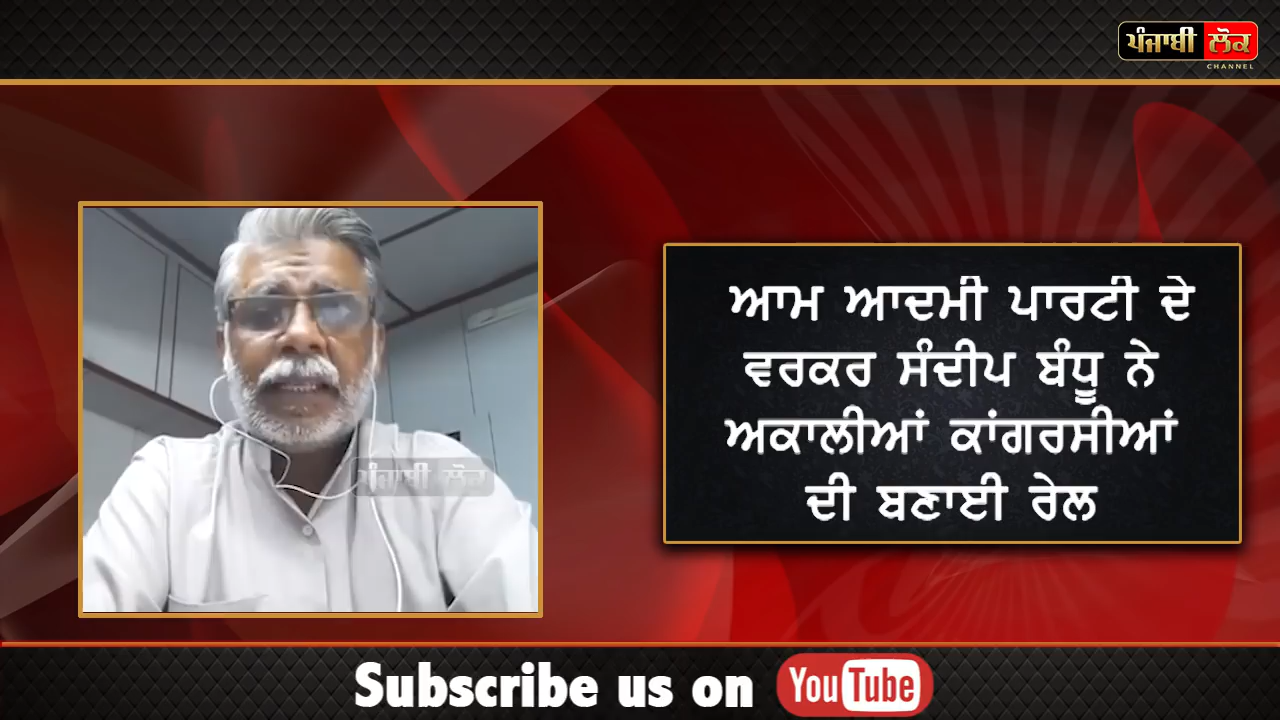 ਪੰਜਾਬੀ ਲੋਕ
CHANNEL
ਆਮ ਆਦਮੀ ਪਾਰਟੀ ਦੇ
ਵਰਕਰ ਸੰਦੀਪ ਬੰਧੂ ਨੇ
ਅਕਾਲੀਆਂ ਕਾਂਗਰਸੀਆਂ
ਦੀ ਬਣਾਈ ਰੇਲ
ਪੰਜਾਬੀ ਲੋਕ
Subscribe us on YouTube